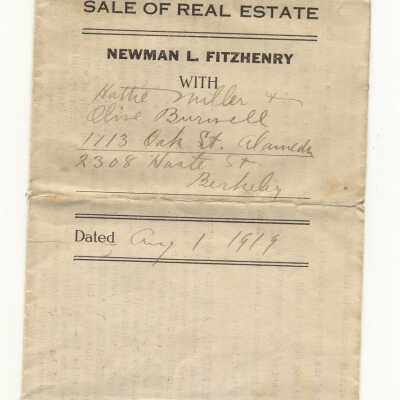 SALE OF REAL ESTATE
NEWMAN L. FITZHENRY
WITH
Hattie Miller &
Olive Burwell
1113 Oak St. Alameda
2308 Haste St
Berkeley
Dated Aug 1 1919